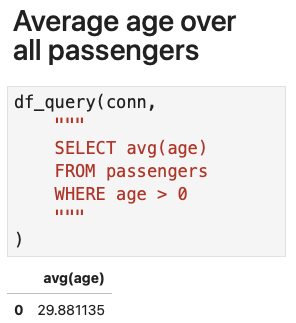 Average age over
all passengers
df_query(conn,
"""
SELECT avg(age)
FROM passengers
WHERE age > 0
"""
)
avg(age)
0 29.881135